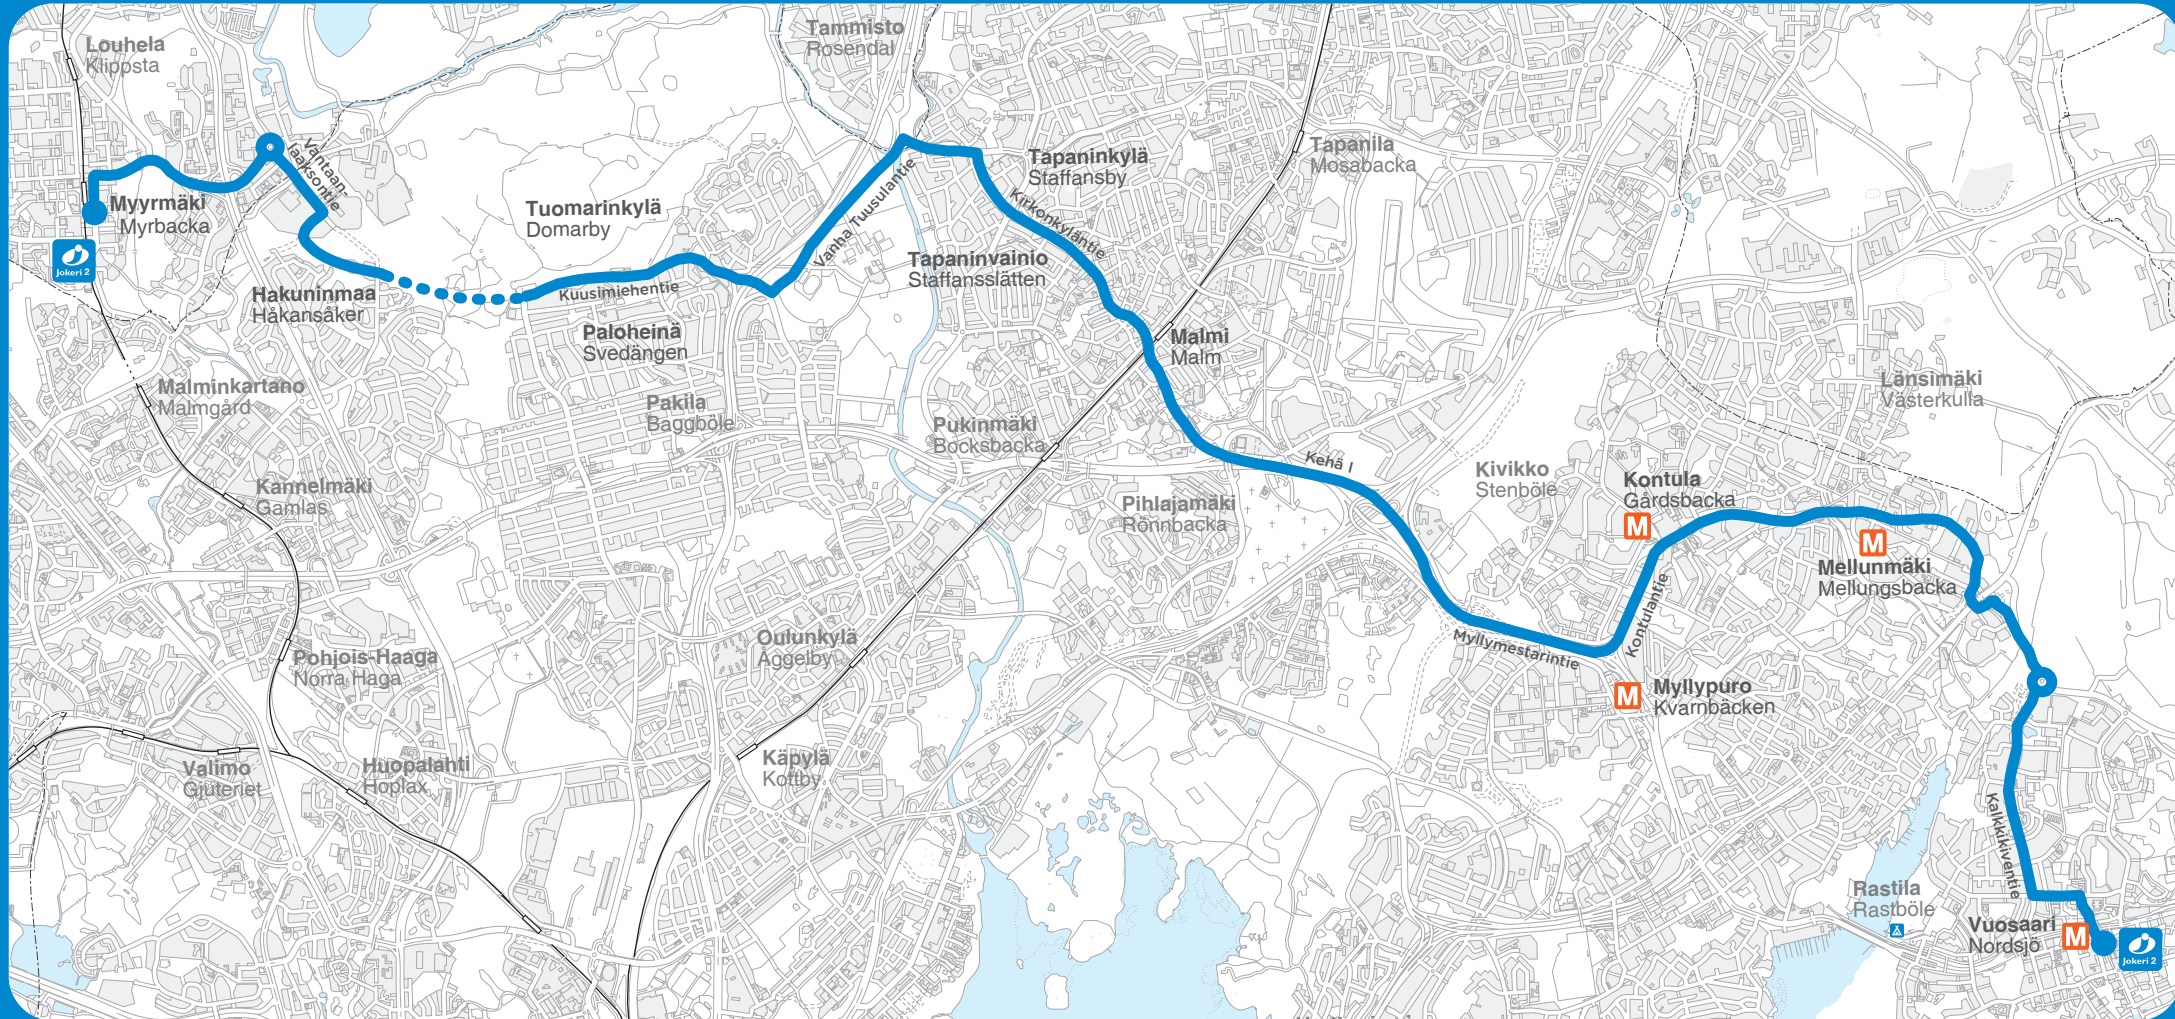 Louhela
Klippsta
Tammisto
Rosendal
Vantaan-
laaksontie
Tapaninkylä
Staffansby
Tapanila
Mosabacka
Myyrmäki
Myrbacka
Jokeri 2
Tuomarinkylä
Domarby
Vanha Tuusulantie
Kirkonkyläntie
Tapaninvainio
Staffansslätten
Hakuninmaa
Håkansåker
Kuusimiehentie
Paloheinä
Svedängen
Malmi
Malm
Malminkartano
Malmgård
Pakila
Baggböle
Pukinmäki
Bocksbacka
Länsimäki
Västerkulla
Kehä I
Kivikko
Stenböle
Kontula
Gårdsbacka
M
Kannelmäki
Gamlas
Pihlajamäki
Rönnbacka
M
Mellunmäki
Mellungsbacka
Kontulantie
Myllymestarintie
Oulunkylä
Åggelby
Pohjois-Haaga
Norra Haga
M
Myllypuro
Kvarnbäcken
Käpylä
Kottby
Valimo
Gjuteriet
Huopalahti
Hoplax
Kalkkikiventie
Rastila
Rastböle
Vuosaari
Nordsjö
M
Jokeri 2